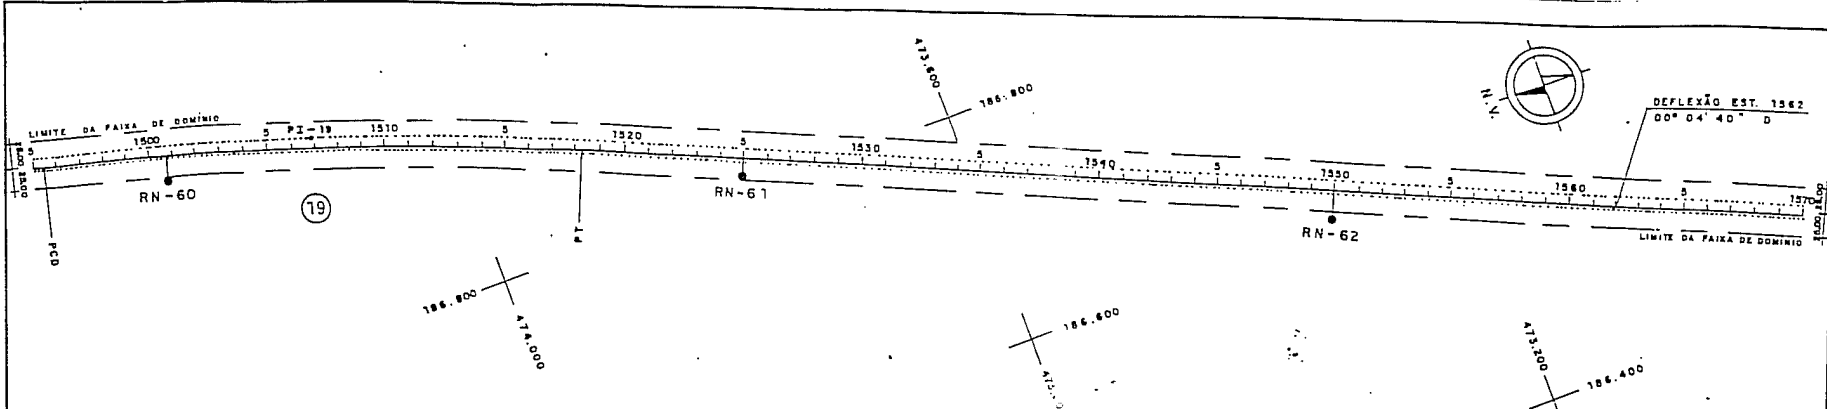 473.600
186.800
N.V.
DEFLEXÃO EST. 1562
00° 04' 40" D
LIMITE DA FAIXA DE DOMÍNIO
5 1500 5 PI-19 1510 5 1520 5 1530 5 1540 5 1550 5 1560 5 1570
RN-60
19
RN-61
RN-62
LIMITE DA FAIXA DE DOMINIO
PCD
PT
186.800
474.000
186.600
473.200
186.400